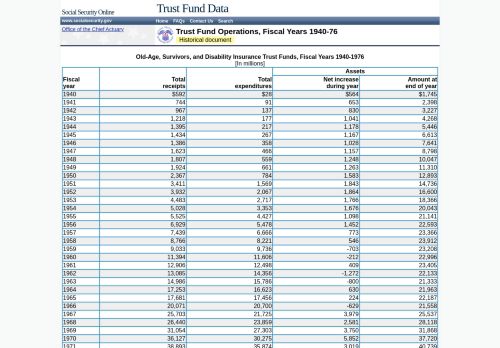 Social Security Online
Trust Fund Data
www.socialsecurity.gov Home FAQs Contact Us Search
Office of the Chief Actuary
Trust Fund Operations, Fiscal Years 1940-76
Historical document
Old-Age, Survivors, and Disability Insurance Trust Funds, Fiscal Years 1940-1976
[In millions]
Assets
Fiscal Total Total Net increase Amount at
year receipts expenditures during year end of year
1940 $592 $28 $564 $1,745
1941 744 91 653 2,398
1942 967 137 830 3,227
1943 1,218 177 1,041 4,268
1944 1,395 217 1,178 5,446
1945 1,434 267 1,167 6,613
1946 1,386 358 1,028 7,641
1947 1,623 466 1,157 8,798
1948 1,807 559 1,248 10,047
1949 1,924 661 1,263 11,310
1950 2,367 784 1,583 12,893
1951 3,411 1,569 1,843 14,736
1952 3,932 2,067 1,864 16,600
1953 4,483 2,717 1,766 18,366
1954 5,028 3,353 1,676 20,043
1955 5,525 4,427 1,098 21,141
1956 6,929 5,478 1,452 22,593
1957 7,439 6,666 773 23,366
1958 8,766 8,221 546 23,912
1959 9,033 9,736 -703 23,208
1960 11,394 11,606 -212 22,996
1961 12,906 12,498 409 23,405
1962 13,085 14,356 -1,272 22,133
1963 14,986 15,786 -800 21,333
1964 17,253 16,623 630 21,963
1965 17,681 17,456 224 22,187
1966 20,071 20,700 -629 21,558
1967 25,703 21,725 3,979 25,537
1968 26,440 23,859 2,581 28,118
1969 31,054 27,303 3,750 31,868
1970 36,127 30,275 5,852 37,720
1971 38,893 35,874 3,019 40,739